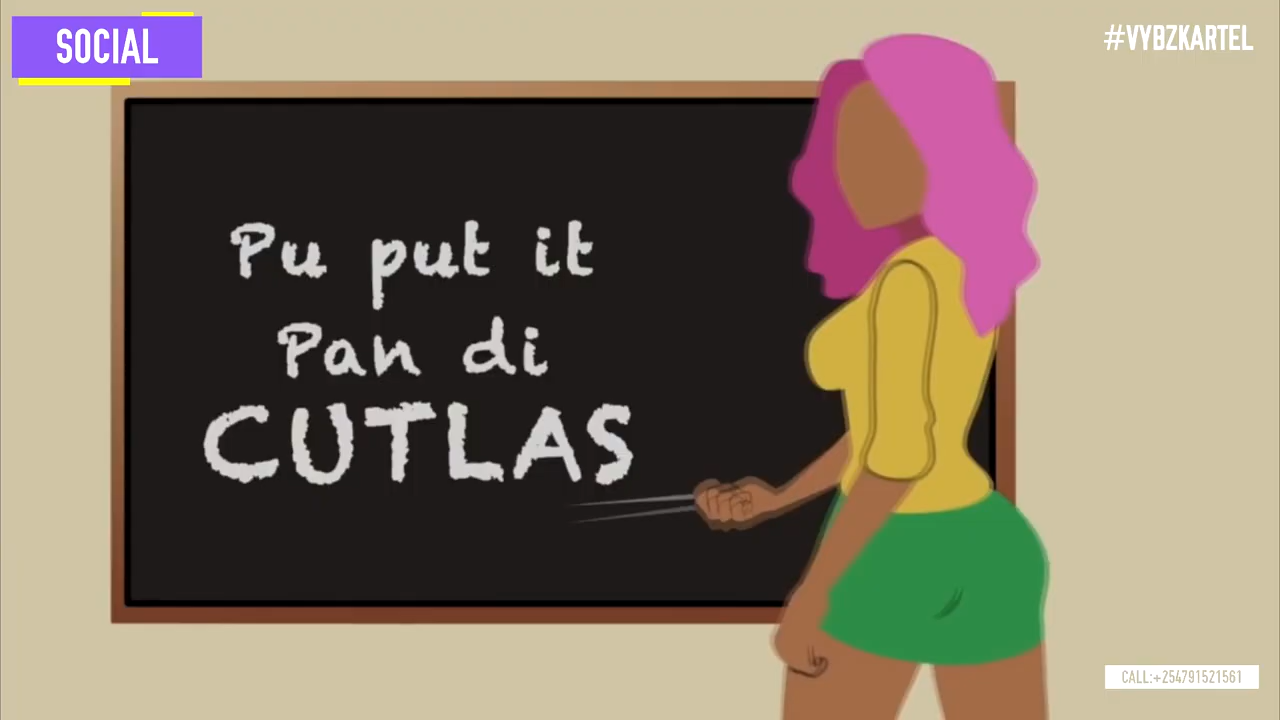 SOCIAL
#VYBZKARTEL
Pu put it
Pan di
CUTLAS
CALL:+254791521561